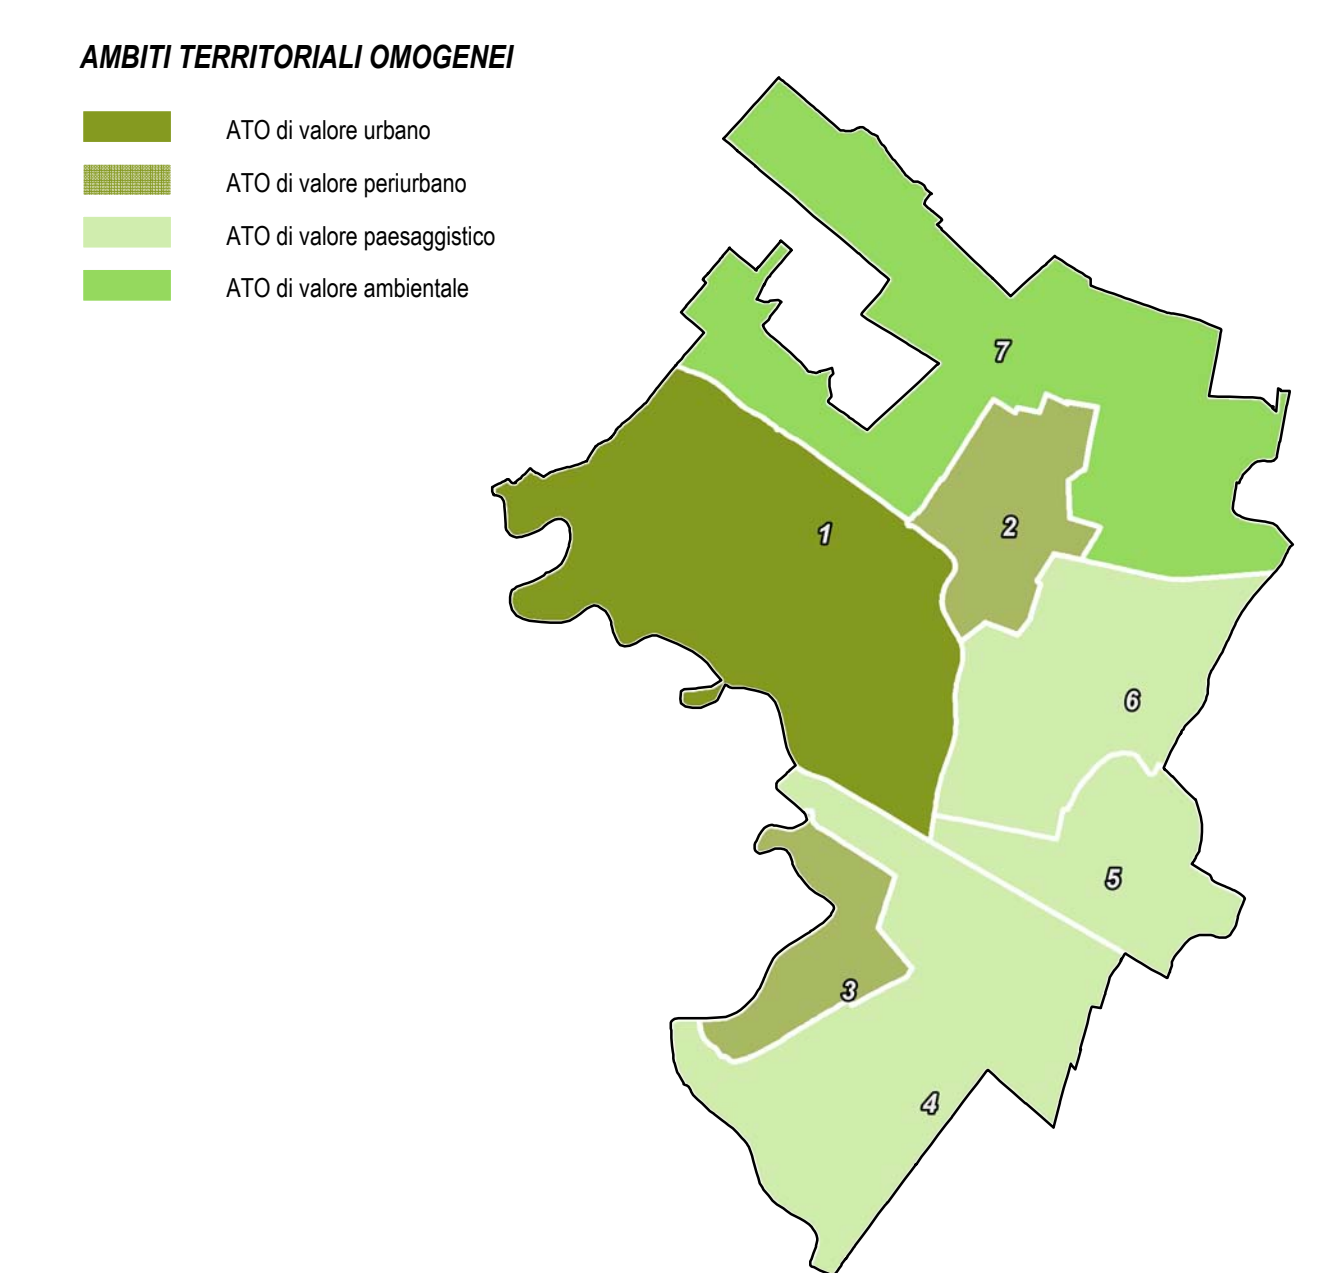 AMBITI TERRITORIALI OMOGENEI
ATO di valore urbano
ATO di valore periurbano
ATO di valore paesaggistico
ATO di valore ambientale
7
2
1
6
5
3
4